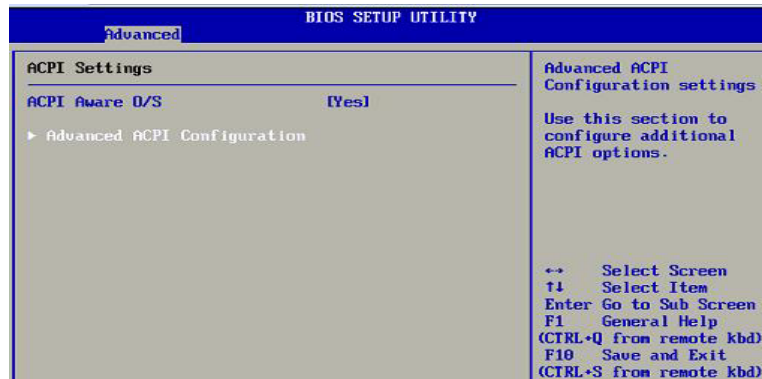 BIOS SETUP UTILITY
Advanced
ACPI Settings
ACPI Aware O/S [Yes]
▶ Advanced ACPI Configuration
Advanced ACPI
Configuration settings
Use this section to
configure additional
ACPI options.
↔ Select Screen
↑↓ Select Item
Enter Go to Sub Screen
F1 General Help
(CTRL+Q from remote kbd)
F10 Save and Exit
(CTRL+S from remote kbd)